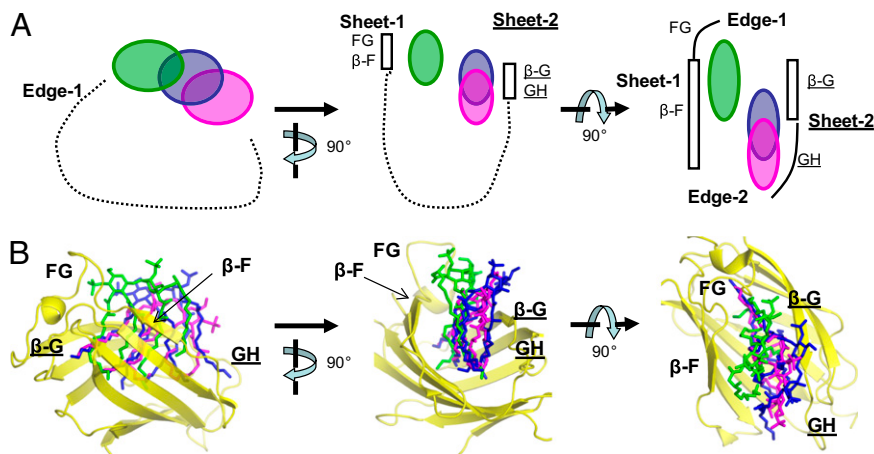 A
Edge-1
90°
Sheet-1
Sheet-2
FG
β-F
β-G
GH
90°
Edge-1
FG
Sheet-1
β-G
β-F
Sheet-2
GH
Edge-2
B
FG
β-F
β-G
GH
90°
FG
β-F
β-G
GH
90°
FG
β-G
β-F
GH